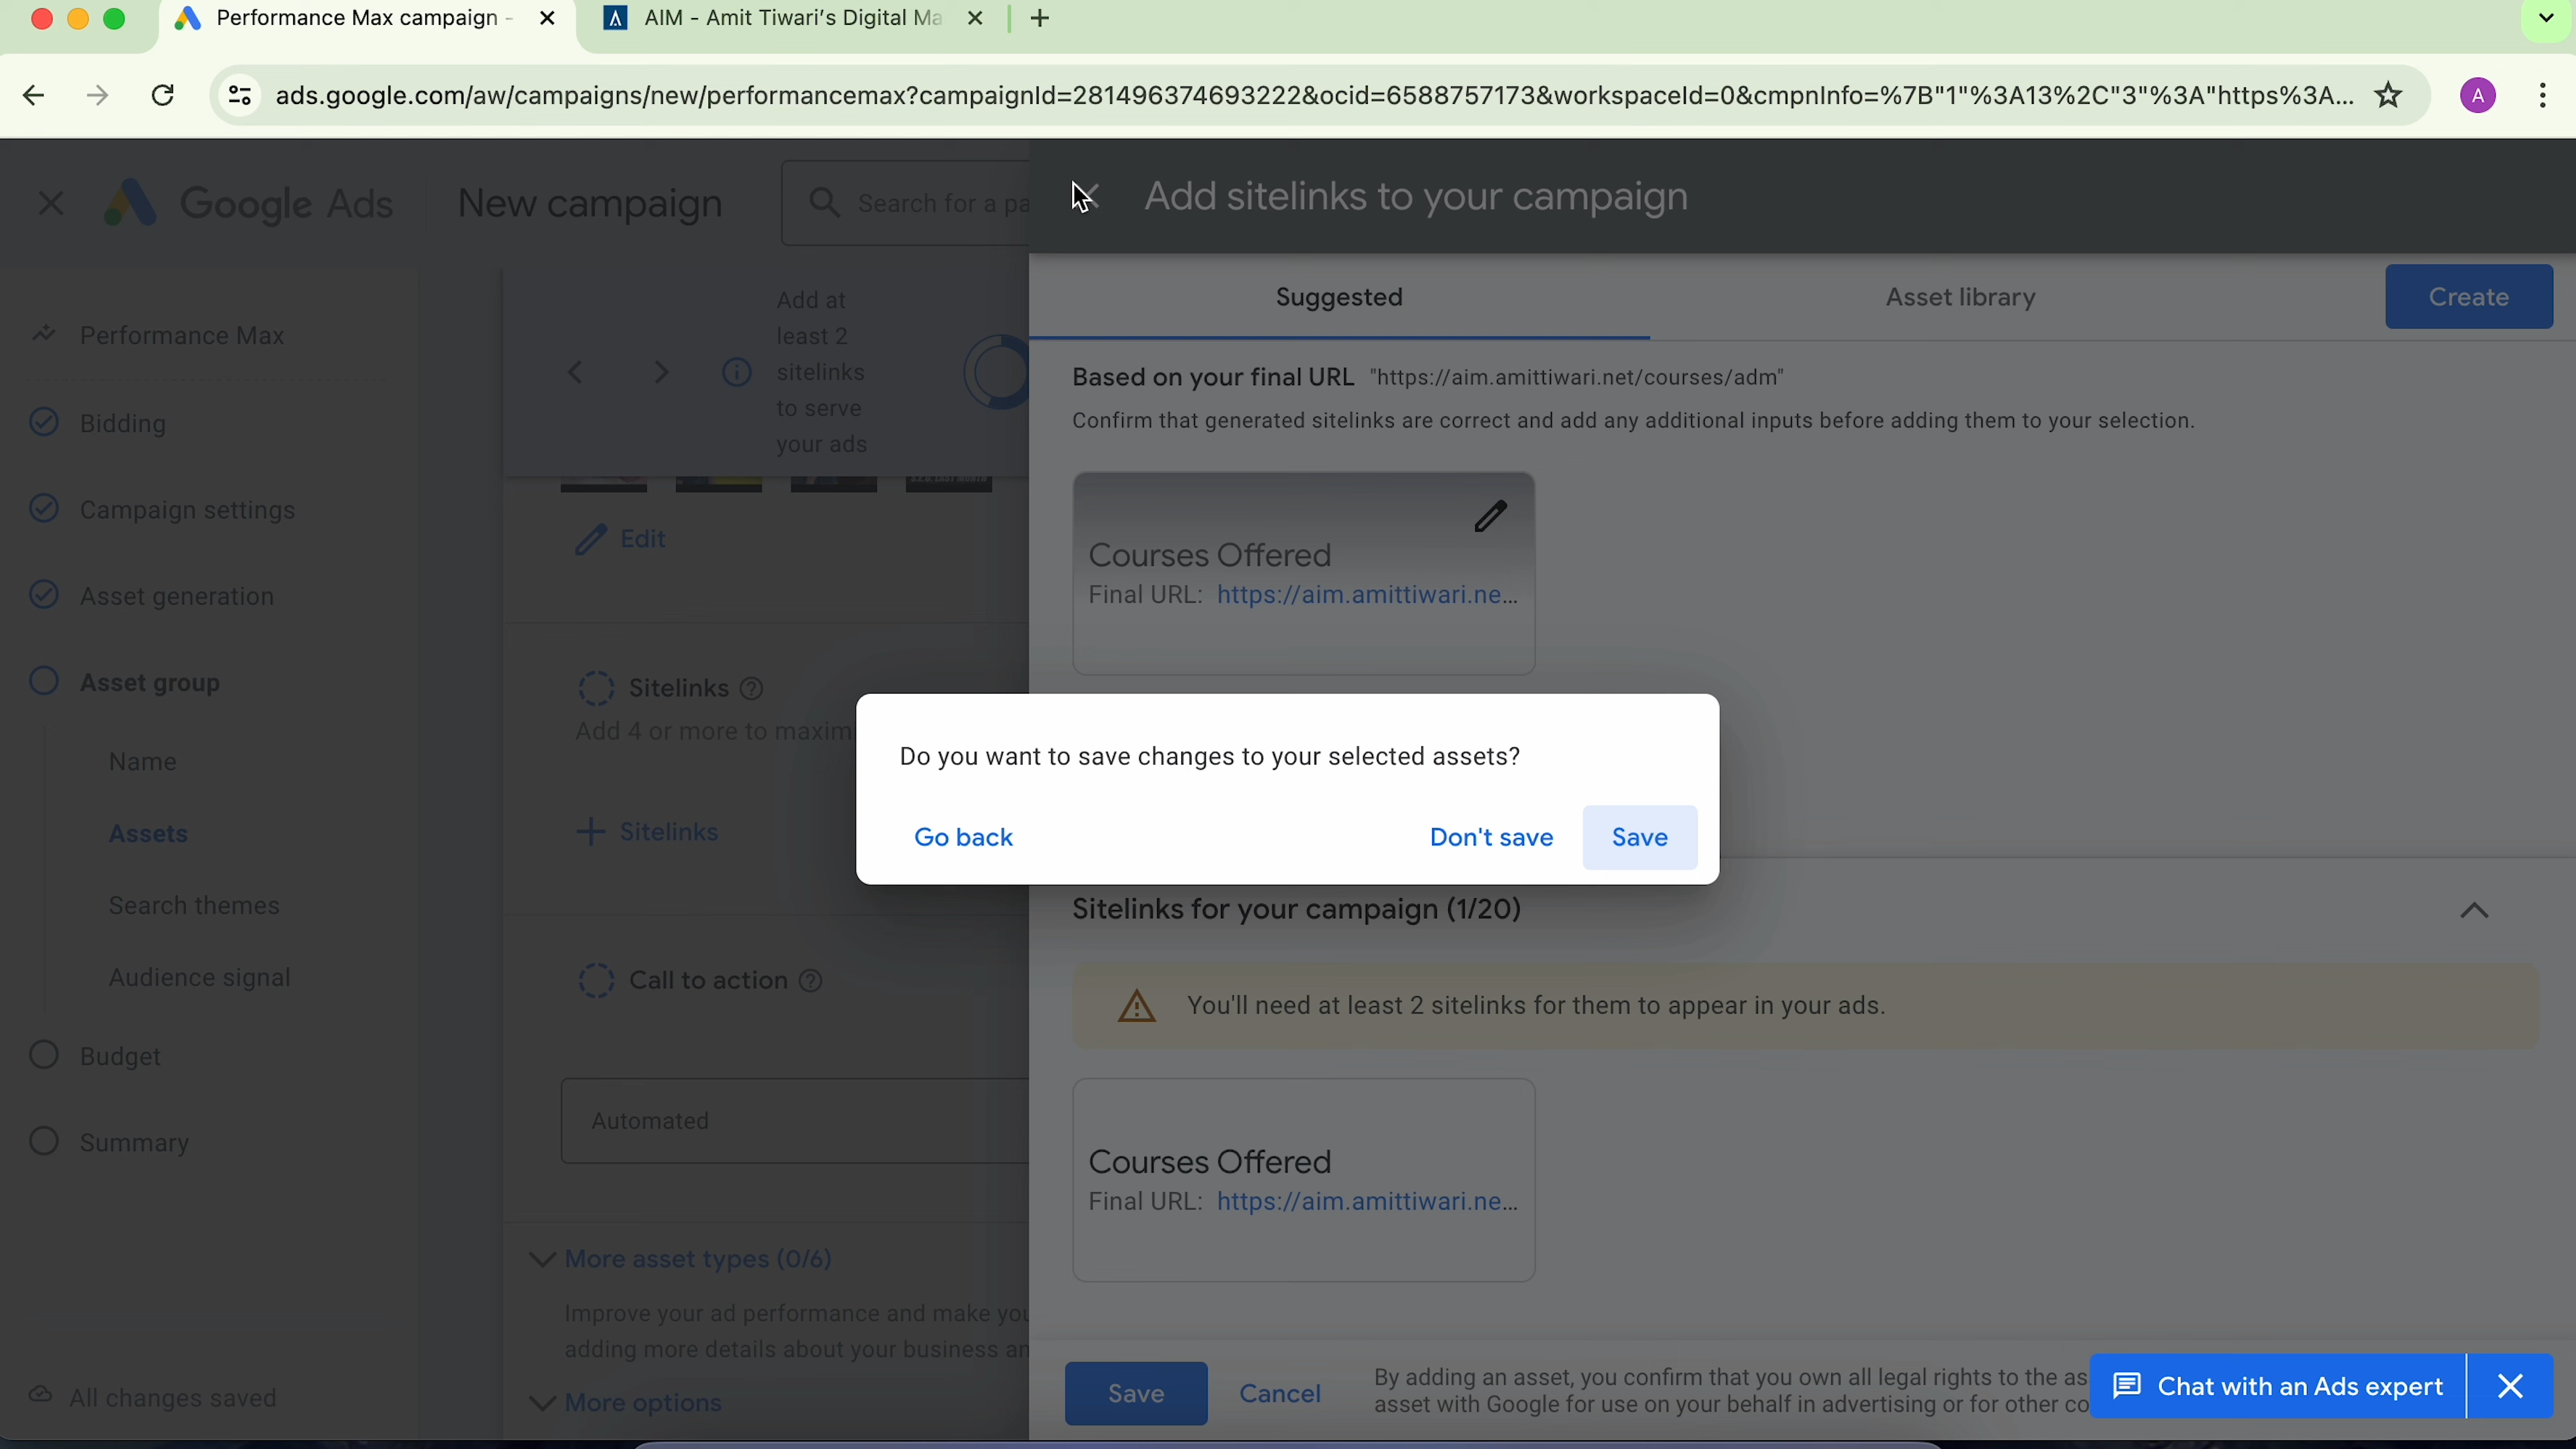 Performance Max campaign -
AIM - Amit Tiwari's Digital Ma
ads.google.com/aw/campaigns/new/performancemax?campaignId=281496374693222&ocid=6588757173&workspaceId=0&cmpnInfo=%7B"1"%3A13%2C"3"%3A"https%3A...
A
Google Ads
New campaign
Search for a pa
Add sitelinks to your campaign
Suggested
Asset library
Create
Performance Max
Bidding
Campaign settings
Asset generation
Asset group
Name
Assets
Search themes
Audience signal
Budget
Summary
All changes saved
Add at
least 2
sitelinks
to serve
your ads
Edit
Sitelinks
Add 4 or more to maxim
Sitelinks
Call to action
Automated
More asset types (0/6)
Improve your ad performance and make you
adding more details about your business an
More options
Based on your final URL "https://aim.amittiwari.net/courses/adm"
Confirm that generated sitelinks are correct and add any additional inputs before adding them to your selection.
Courses Offered
Final URL: https://aim.amittiwari.ne...
Do you want to save changes to your selected assets?
Go back
Don't save
Save
Sitelinks for your campaign (1/20)
You'll need at least 2 sitelinks for them to appear in your ads.
Courses Offered
Final URL: https://aim.amittiwari.ne...
Save
Cancel
By adding an asset, you confirm that you own all legal rights to the as
asset with Google for use on your behalf in advertising or for other co
Chat with an Ads expert